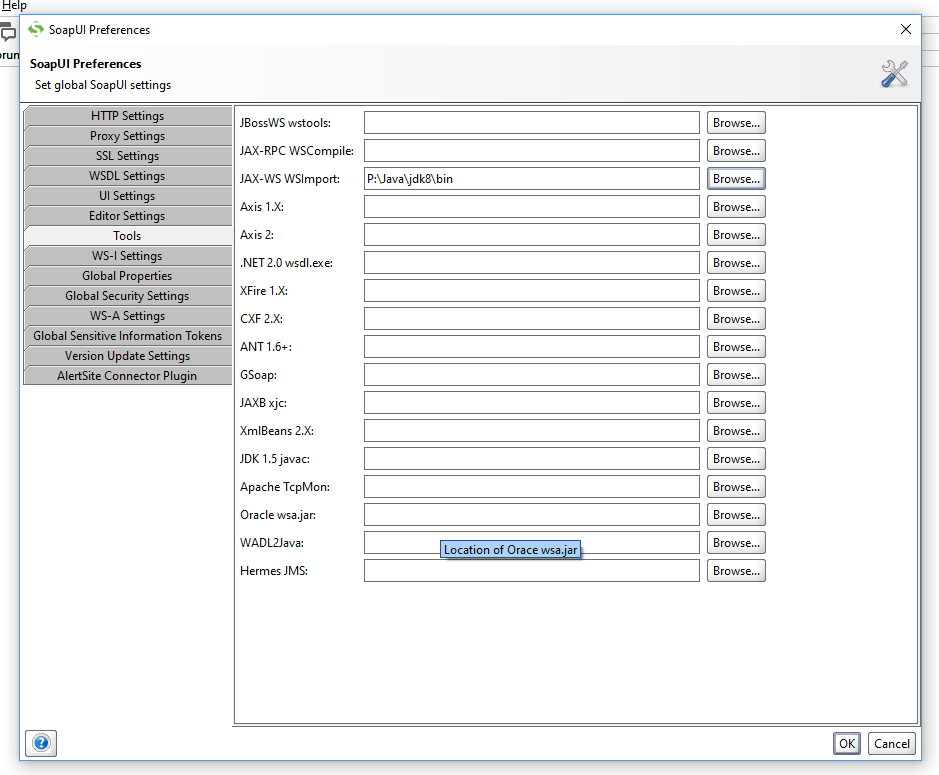 Help
SoapUI Preferences
SoapUI Preferences
Set global SoapUI settings
HTTP Settings
Proxy Settings
SSL Settings
WSDL Settings
UI Settings
Editor Settings
Tools
WS-I Settings
Global Properties
Global Security Settings
WS-A Settings
Global Sensitive Information Tokens
Version Update Settings
AlertSite Connector Plugin
JBossWS wstools: Browse...
JAX-RPC WSCompile: Browse...
JAX-WS WSImport: P:\Java\jdk8\bin Browse...
Axis 1.X: Browse...
Axis 2: Browse...
.NET 2.0 wsdl.exe: Browse...
XFire 1.X: Browse...
CXF 2.X: Browse...
ANT 1.6+: Browse...
GSoap: Browse...
JAXB xjc: Browse...
XmlBeans 2.X: Browse...
JDK 1.5 javac: Browse...
Apache TcpMon: Browse...
Oracle wsa.jar: Browse...
WADL2Java: Browse...
Location of Orace wsa.jar
Hermes JMS: Browse...
OK Cancel